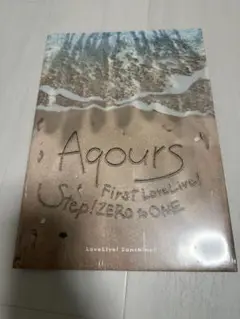 Aqours
First LoveLive!
Step! ZERO to ONE
LoveLive! Sunshine!!